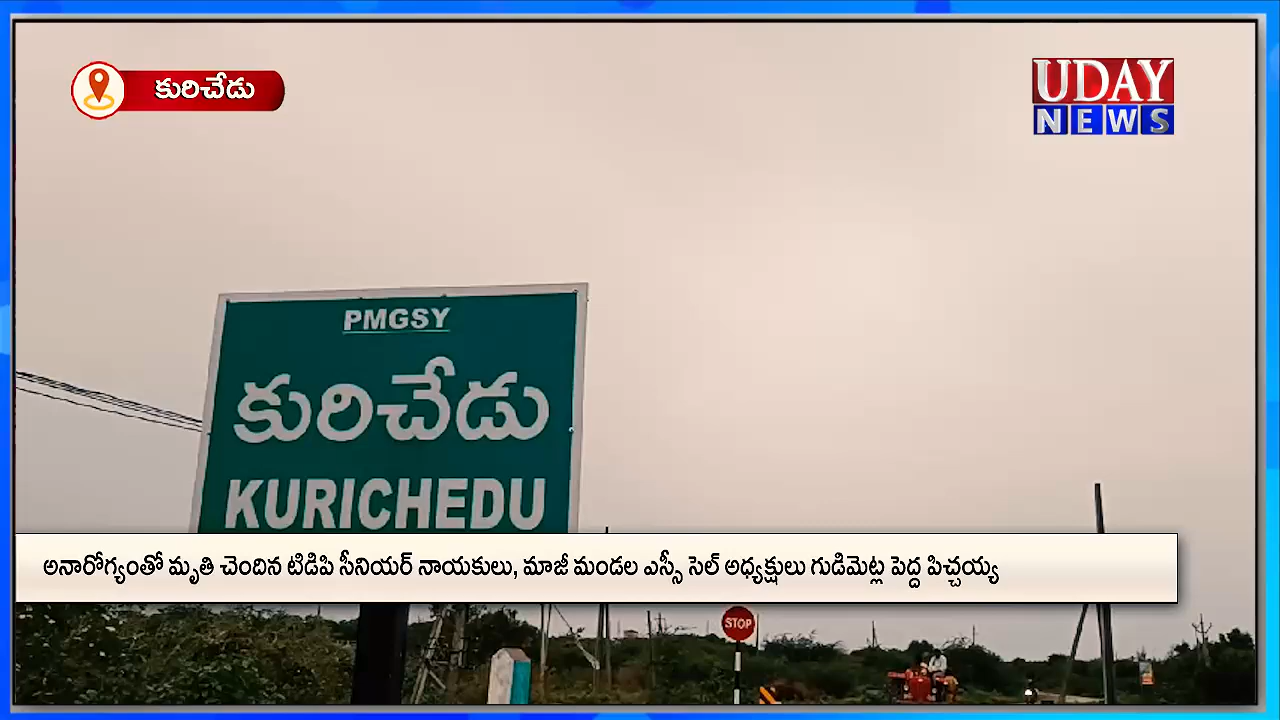 కురిచేడు
UDAY
NEWS
PMGSY
కురిచేడు
KURICHEDU
అనారోగ్యంతో మృతి చెందిన టిడిపి సీనియర్ నాయకులు, మాజీ మండల ఎస్సీ సెల్ అధ్యక్షులు గుడిమెట్ల పెద్ద పిచ్చయ్య
STOP